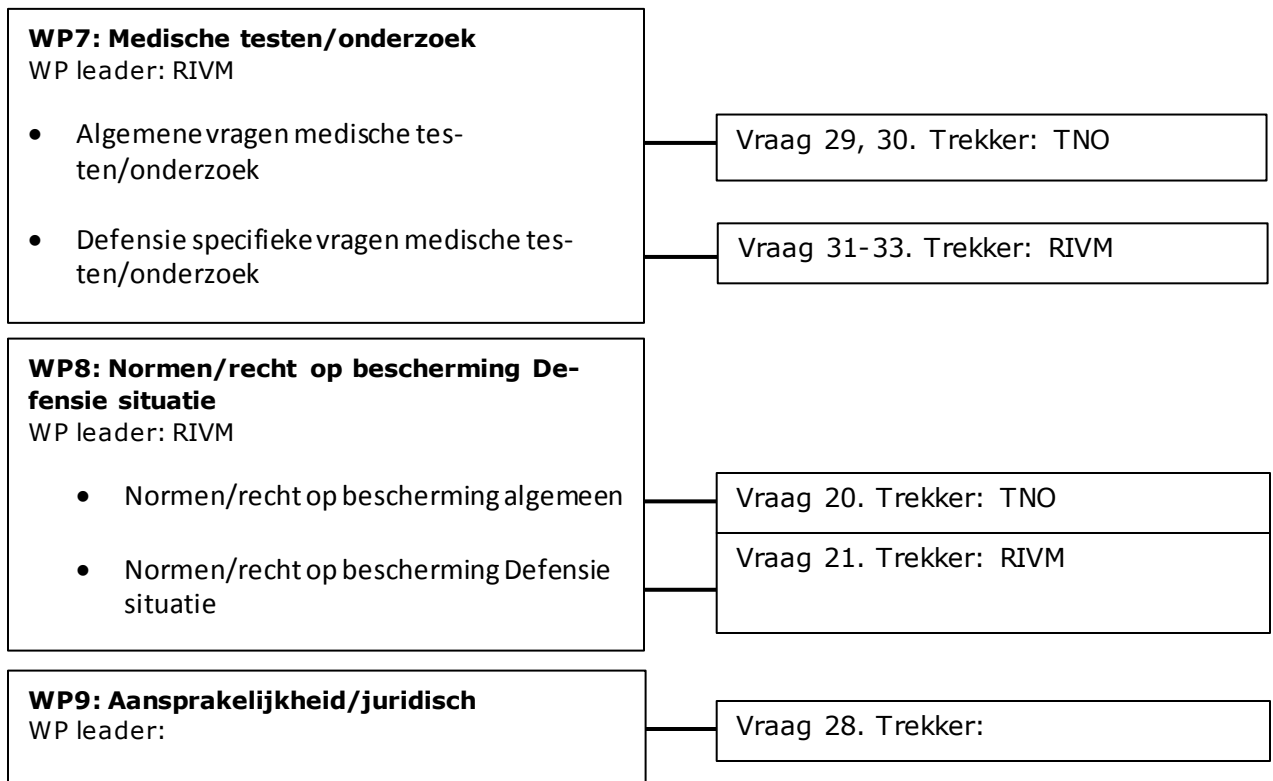 WP7: Medische testen/onderzoek
WP leader: RIVM
• Algemene vragen medische tes-
ten/onderzoek
Vraag 29, 30. Trekker: TNO
• Defensie specifieke vragen medische tes-
ten/onderzoek
Vraag 31-33. Trekker: RIVM
WP8: Normen/recht op bescherming De-
fensie situatie
WP leader: RIVM
• Normen/recht op bescherming algemeen
Vraag 20. Trekker: TNO
• Normen/recht op bescherming Defensie
situatie
Vraag 21. Trekker: RIVM
WP9: Aansprakelijkheid/juridisch
WP leader:
Vraag 28. Trekker: